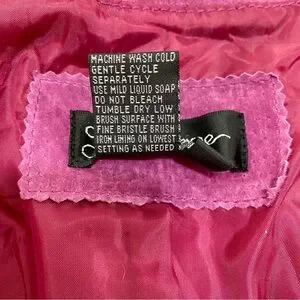 MACHINE WASH COLD
GENTLE CYCLE
SEPARATELY
USE MILD LIQUID SOAP
DO NOT BLEACH
TUMBLE DRY LOW
BRUSH SURFACE WITH
FINE BRISTLE BRUSH
IRON LINING ON LOWEST
SETTING AS NEEDED